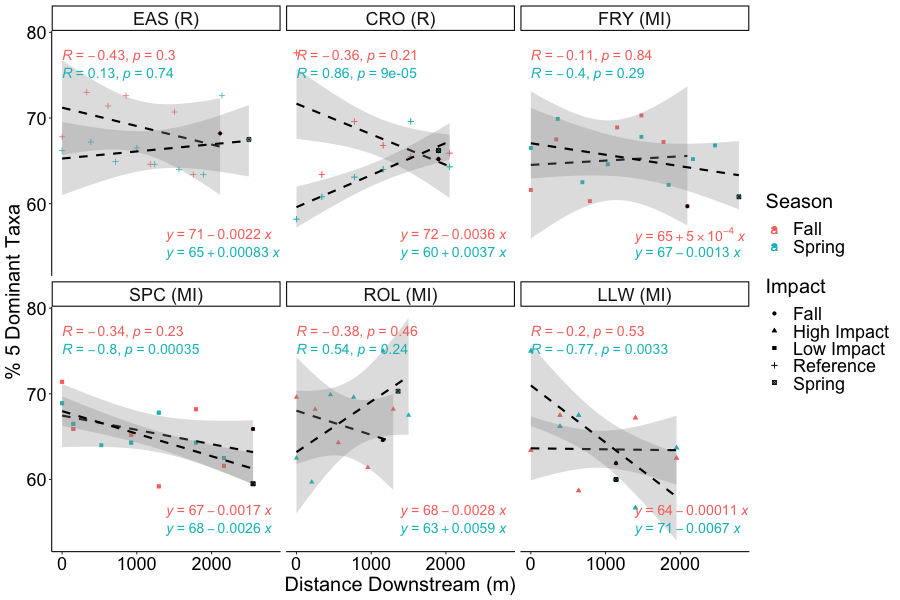 EAS (R) CRO (R) FRY (MI)
R = −0.43, p = 0.3 R = −0.36, p = 0.21 R = −0.11, p = 0.84
R = 0.13, p = 0.74 R = 0.86, p = 9e-05 R = −0.4, p = 0.29
80
70
60
y = 71 − 0.0022 x y = 72 − 0.0036 x y = 65 + 5 × 10⁻⁴ x
y = 65 + 0.00083 x y = 60 + 0.0037 x y = 67 − 0.0013 x
SPC (MI) ROL (MI) LLW (MI)
R = −0.34, p = 0.23 R = −0.38, p = 0.46 R = −0.2, p = 0.53
R = −0.8, p = 0.00035 R = 0.54, p = 0.24 R = −0.77, p = 0.0033
80
70
60
y = 67 − 0.0017 x y = 68 − 0.0028 x y = 64 − 0.00011 x
y = 68 − 0.0026 x y = 63 + 0.0059 x y = 71 − 0.0067 x
0 1000 2000 0 1000 2000 0 1000 2000
Distance Downstream (m)
% 5 Dominant Taxa
Season
Fall
Spring
Impact
Fall
High Impact
Low Impact
Reference
Spring